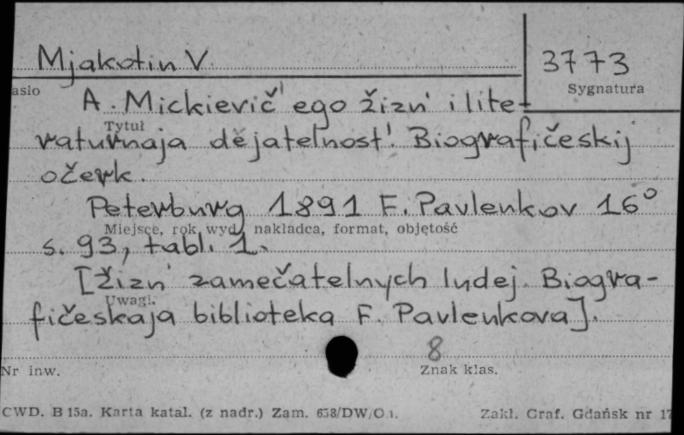 Mjakotin V. 3773
asło Sygnatura
A. Mickievič ego žizn' i lite-
Tytuł
raturnaja dějatelnost'. Biografičeskij
očerk.
Peterburg 1891 F. Pavlenkov 16°
Miejsce, rok wyd., nakładca, format, objętość
s. 93, tabl. 1.
[Žizn' zamečatelnych ludej. Biogra-
Uwagi.
fičeskaja biblioteka F. Pavlenkova].
8
Nr inw. Znak klas.
CWD. B 15a. Karta katal. (z nadr.) Zam. 658/DW/O Zakł. Graf. Gdańsk nr 17